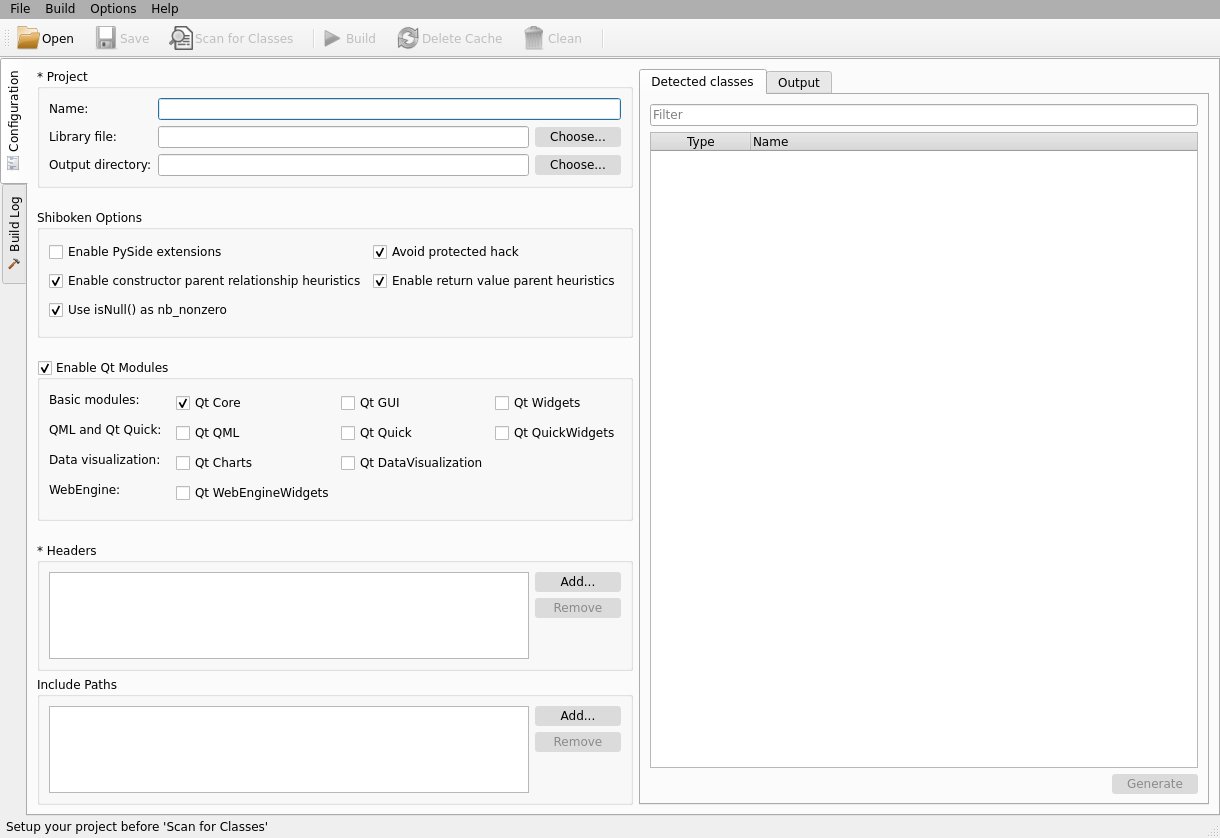 File Build Options Help
Open Save Scan for Classes Build Delete Cache Clean
Configuration
Build Log
* Project
Name:
Library file: Choose...
Output directory: Choose...
Shiboken Options
Enable PySide extensions Avoid protected hack
Enable constructor parent relationship heuristics Enable return value parent heuristics
Use isNull() as nb_nonzero
Enable Qt Modules
Basic modules: Qt Core Qt GUI Qt Widgets
QML and Qt Quick: Qt QML Qt Quick Qt QuickWidgets
Data visualization: Qt Charts Qt DataVisualization
WebEngine: Qt WebEngineWidgets
* Headers
Add...
Remove
Include Paths
Add...
Remove
Detected classes Output
Filter
Type Name
Generate
Setup your project before 'Scan for Classes'